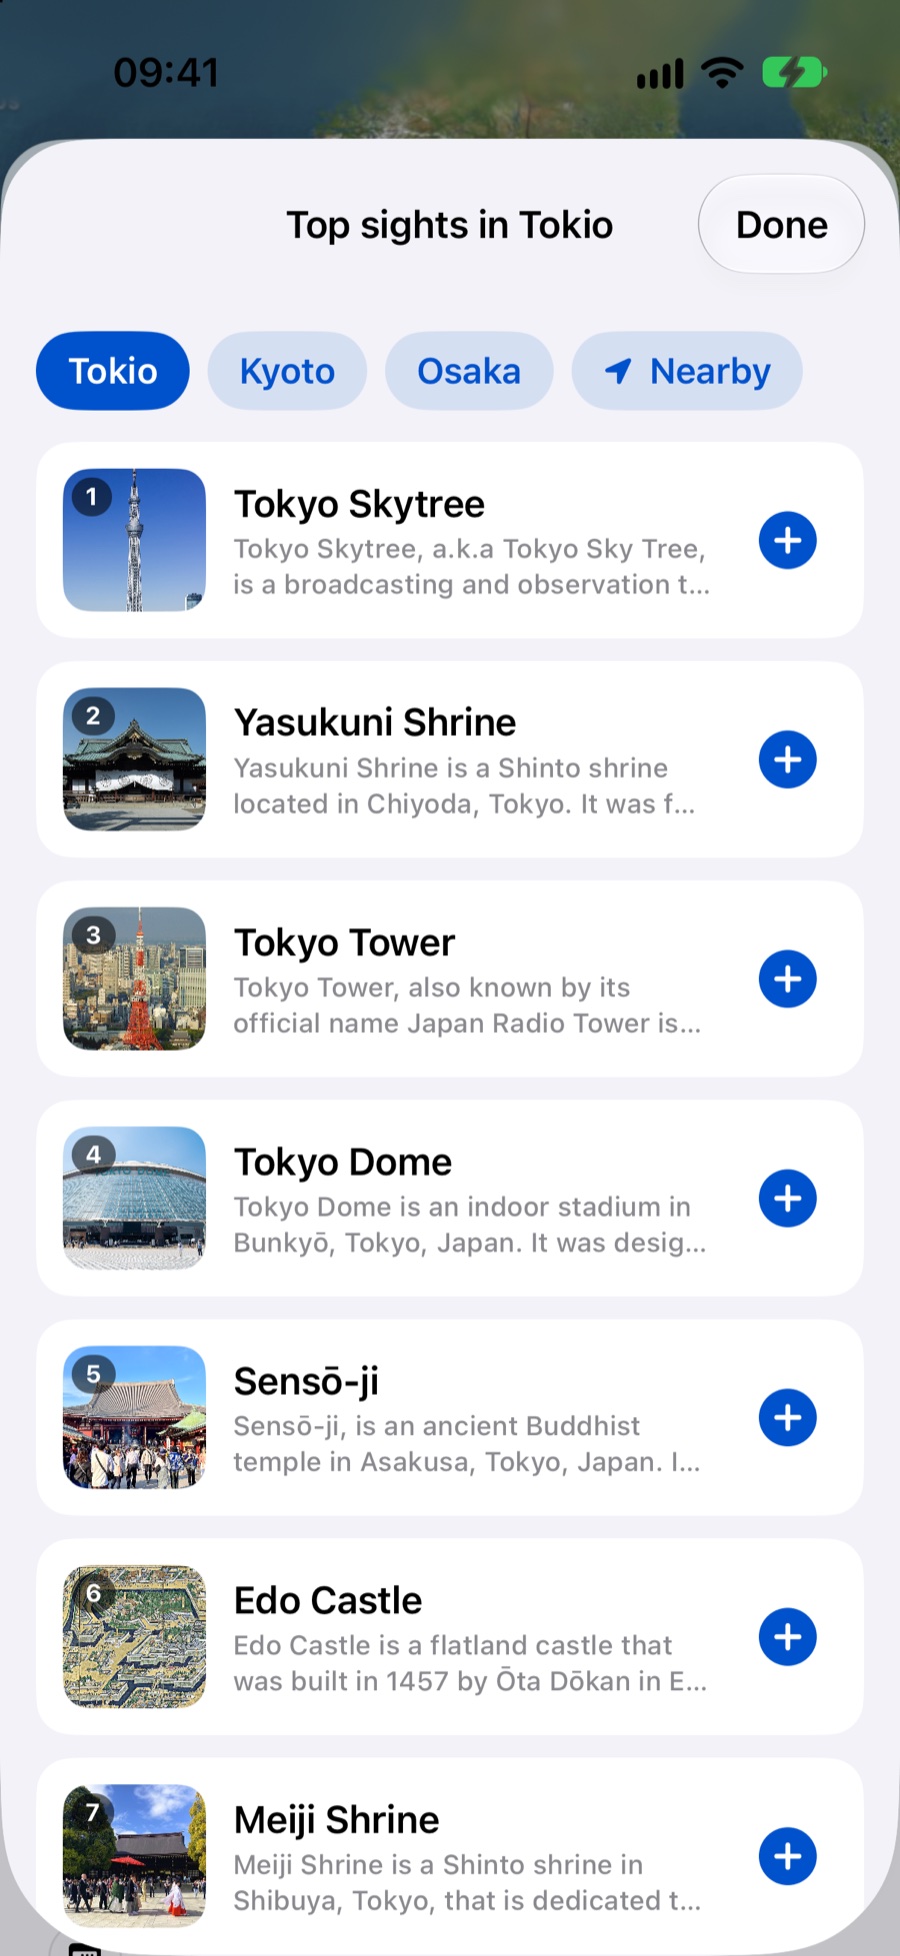 09:41
Top sights in Tokio
Done
Tokio
Kyoto
Osaka
Nearby
1
Tokyo Skytree
Tokyo Skytree, a.k.a Tokyo Sky Tree,
is a broadcasting and observation t...
2
Yasukuni Shrine
Yasukuni Shrine is a Shinto shrine
located in Chiyoda, Tokyo. It was f...
3
Tokyo Tower
Tokyo Tower, also known by its
official name Japan Radio Tower is...
4
Tokyo Dome
Tokyo Dome is an indoor stadium in
Bunkyō, Tokyo, Japan. It was desig...
5
Sensō-ji
Sensō-ji, is an ancient Buddhist
temple in Asakusa, Tokyo, Japan. I...
6
Edo Castle
Edo Castle is a flatland castle that
was built in 1457 by Ōta Dōkan in E...
7
Meiji Shrine
Meiji Shrine is a Shinto shrine in
Shibuya, Tokyo, that is dedicated t...